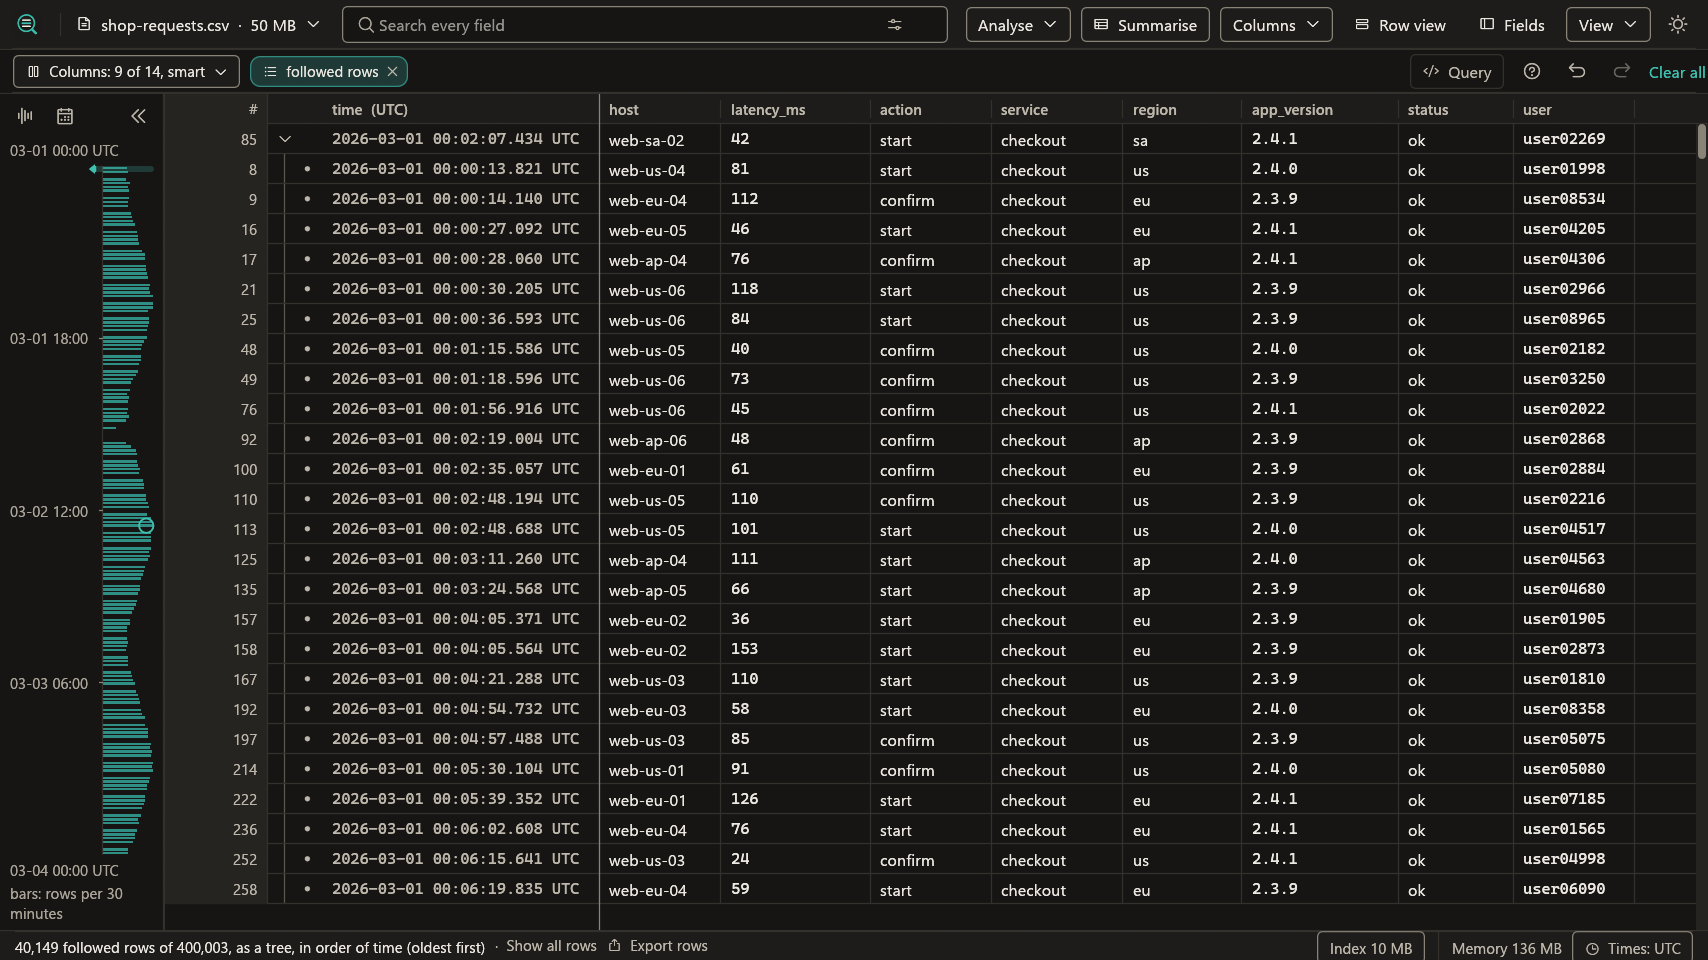 shop-requests.csv · 50 MB
Search every field
Analyse
Summarise
Columns
Row view
Fields
View
Columns: 9 of 14, smart
followed rows
Query
Clear all
03-01 00:00 UTC
03-01 18:00
03-02 12:00
03-03 06:00
03-04 00:00 UTC
bars: rows per 30
minutes
# time (UTC) host latency_ms action service region app_version status user
85 2026-03-01 00:02:07.434 UTC web-sa-02 42 start checkout sa 2.4.1 ok user02269
8 • 2026-03-01 00:00:13.821 UTC web-us-04 81 start checkout us 2.4.0 ok user01998
9 • 2026-03-01 00:00:14.140 UTC web-eu-04 112 confirm checkout eu 2.3.9 ok user08534
16 • 2026-03-01 00:00:27.092 UTC web-eu-05 46 start checkout eu 2.4.1 ok user04205
17 • 2026-03-01 00:00:28.060 UTC web-ap-04 76 confirm checkout ap 2.4.1 ok user04306
21 • 2026-03-01 00:00:30.205 UTC web-us-06 118 start checkout us 2.3.9 ok user02966
25 • 2026-03-01 00:00:36.593 UTC web-us-06 84 start checkout us 2.3.9 ok user08965
48 • 2026-03-01 00:01:15.586 UTC web-us-05 40 confirm checkout us 2.4.0 ok user02182
49 • 2026-03-01 00:01:18.596 UTC web-us-06 73 confirm checkout us 2.3.9 ok user03250
76 • 2026-03-01 00:01:56.916 UTC web-us-06 45 confirm checkout us 2.4.1 ok user02022
92 • 2026-03-01 00:02:19.004 UTC web-ap-06 48 confirm checkout ap 2.3.9 ok user02868
100 • 2026-03-01 00:02:35.057 UTC web-eu-01 61 confirm checkout eu 2.3.9 ok user02884
110 • 2026-03-01 00:02:48.194 UTC web-us-05 110 confirm checkout us 2.3.9 ok user02216
113 • 2026-03-01 00:02:48.688 UTC web-us-05 101 start checkout us 2.4.0 ok user04517
125 • 2026-03-01 00:03:11.260 UTC web-ap-04 111 start checkout ap 2.4.0 ok user04563
135 • 2026-03-01 00:03:24.568 UTC web-ap-05 66 start checkout ap 2.3.9 ok user04680
157 • 2026-03-01 00:04:05.371 UTC web-eu-02 36 start checkout eu 2.3.9 ok user01905
158 • 2026-03-01 00:04:05.564 UTC web-eu-02 153 start checkout eu 2.3.9 ok user02873
167 • 2026-03-01 00:04:21.288 UTC web-us-03 110 start checkout us 2.3.9 ok user01810
192 • 2026-03-01 00:04:54.732 UTC web-eu-03 58 start checkout eu 2.4.0 ok user08358
197 • 2026-03-01 00:04:57.488 UTC web-us-03 85 confirm checkout us 2.3.9 ok user05075
214 • 2026-03-01 00:05:30.104 UTC web-us-01 91 confirm checkout us 2.4.0 ok user05080
222 • 2026-03-01 00:05:39.352 UTC web-eu-01 126 start checkout eu 2.4.1 ok user07185
236 • 2026-03-01 00:06:02.608 UTC web-eu-04 76 start checkout eu 2.4.1 ok user01565
252 • 2026-03-01 00:06:15.641 UTC web-us-03 24 confirm checkout us 2.4.1 ok user04998
258 • 2026-03-01 00:06:19.835 UTC web-eu-04 59 start checkout eu 2.3.9 ok user06090
40,149 followed rows of 400,003, as a tree, in order of time (oldest first) · Show all rows Export rows
Index 10 MB
Memory 136 MB
Times: UTC